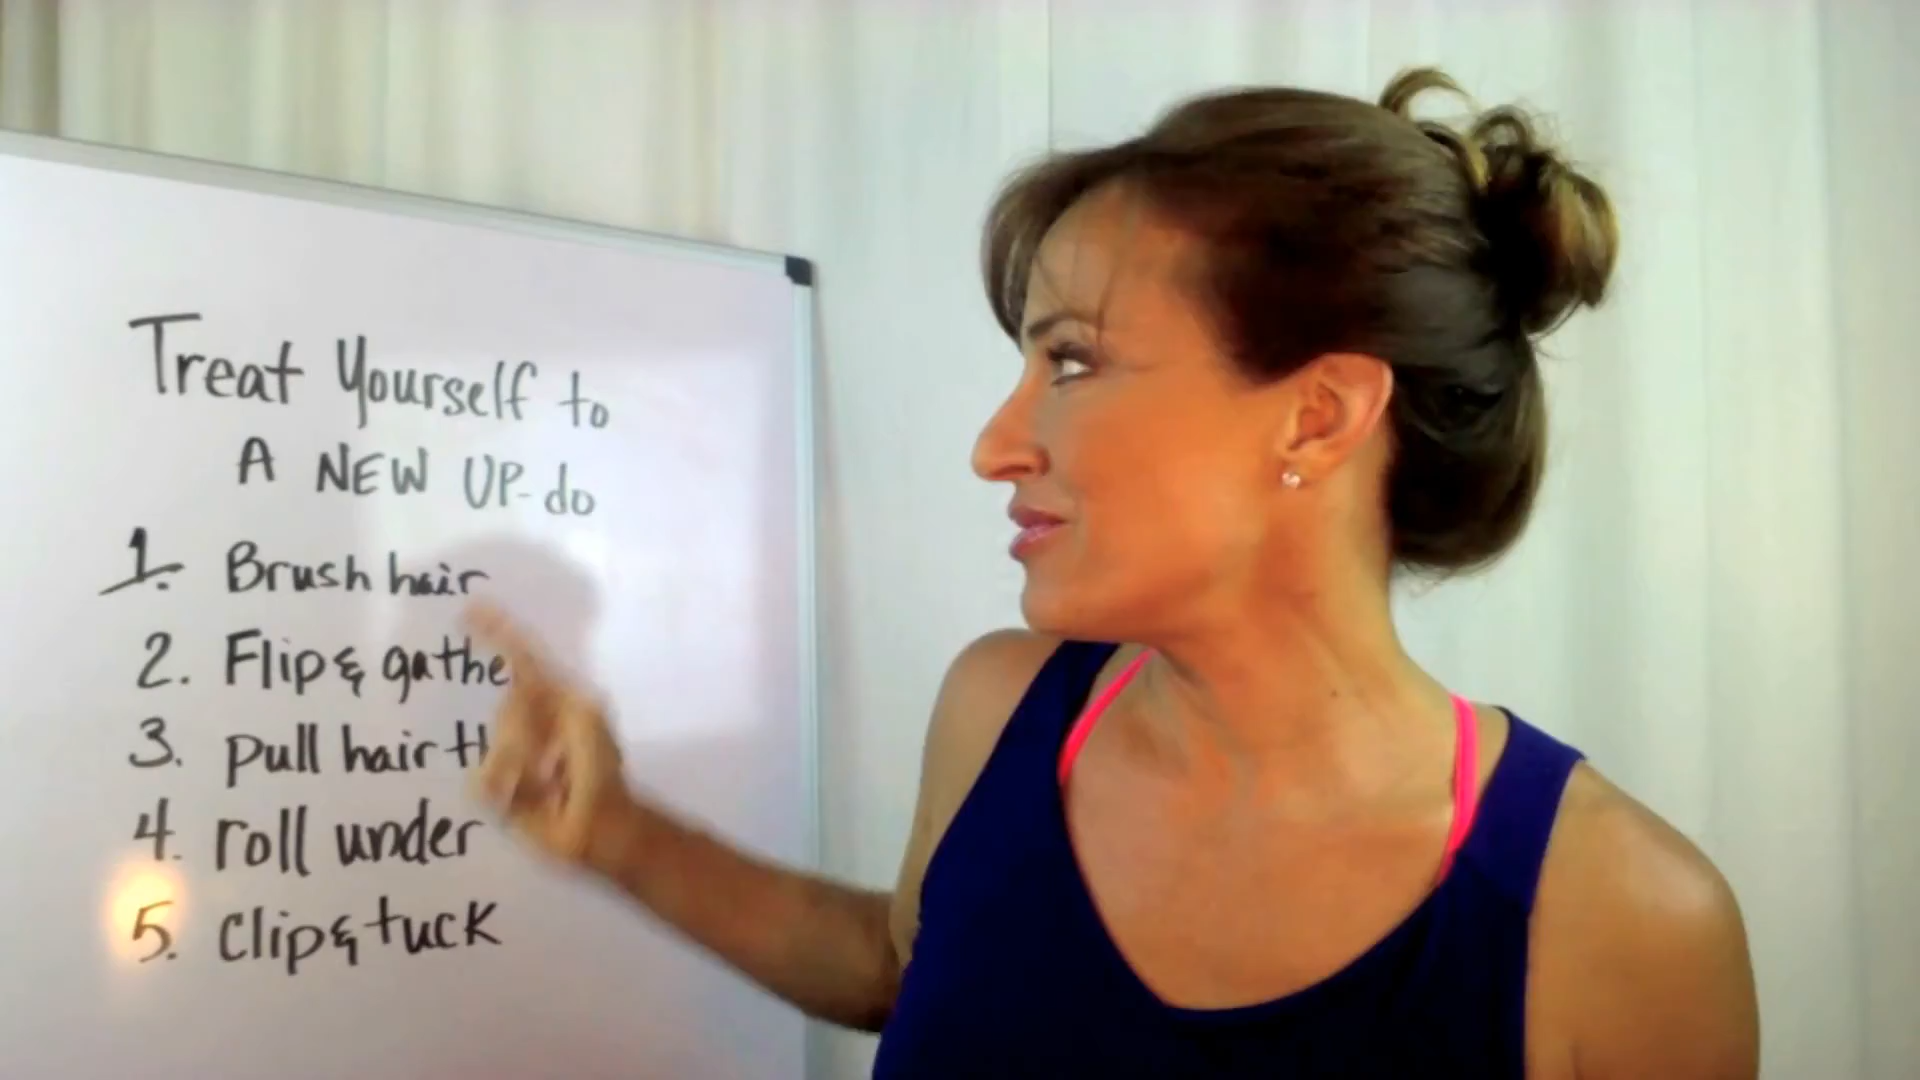 Treat Yourself to
A NEW UP-do
1. Brush hair
2. Flip & gathe
3. pull hair th
4. roll under
5. clip & tuck